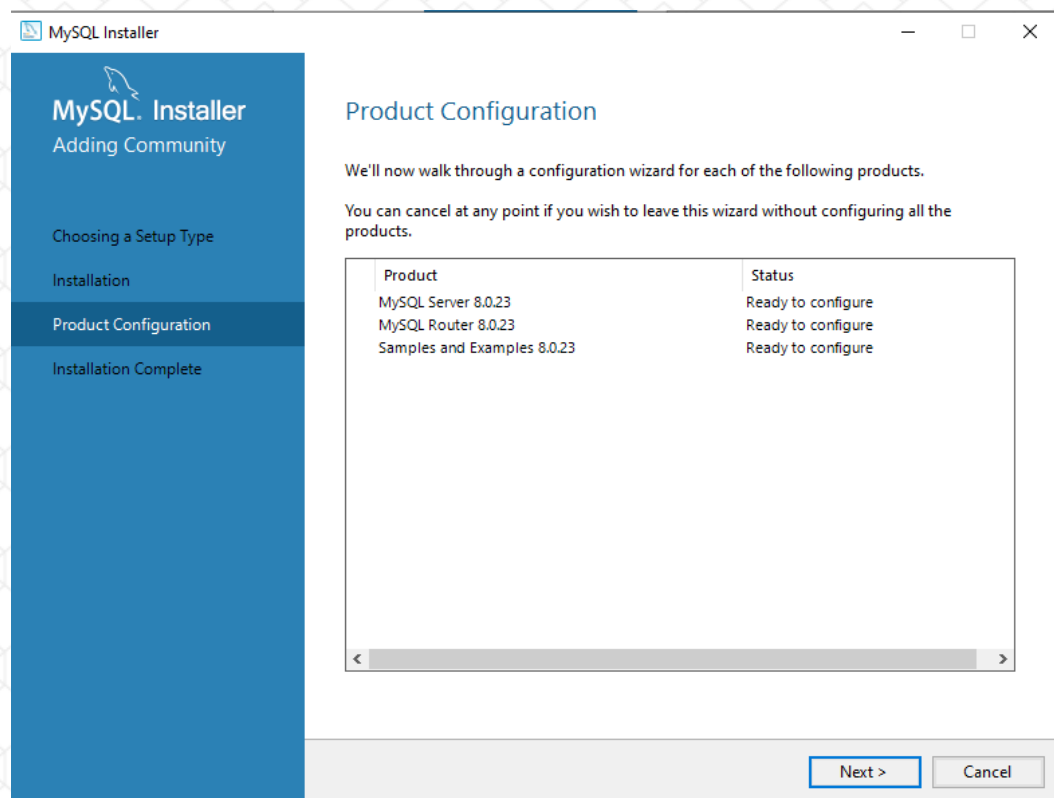 MySQL Installer
MySQL. Installer
Adding Community
Choosing a Setup Type
Installation
Product Configuration
Installation Complete
Product Configuration
We'll now walk through a configuration wizard for each of the following products.
You can cancel at any point if you wish to leave this wizard without configuring all the
products.
Product Status
MySQL Server 8.0.23 Ready to configure
MySQL Router 8.0.23 Ready to configure
Samples and Examples 8.0.23 Ready to configure
Next > Cancel